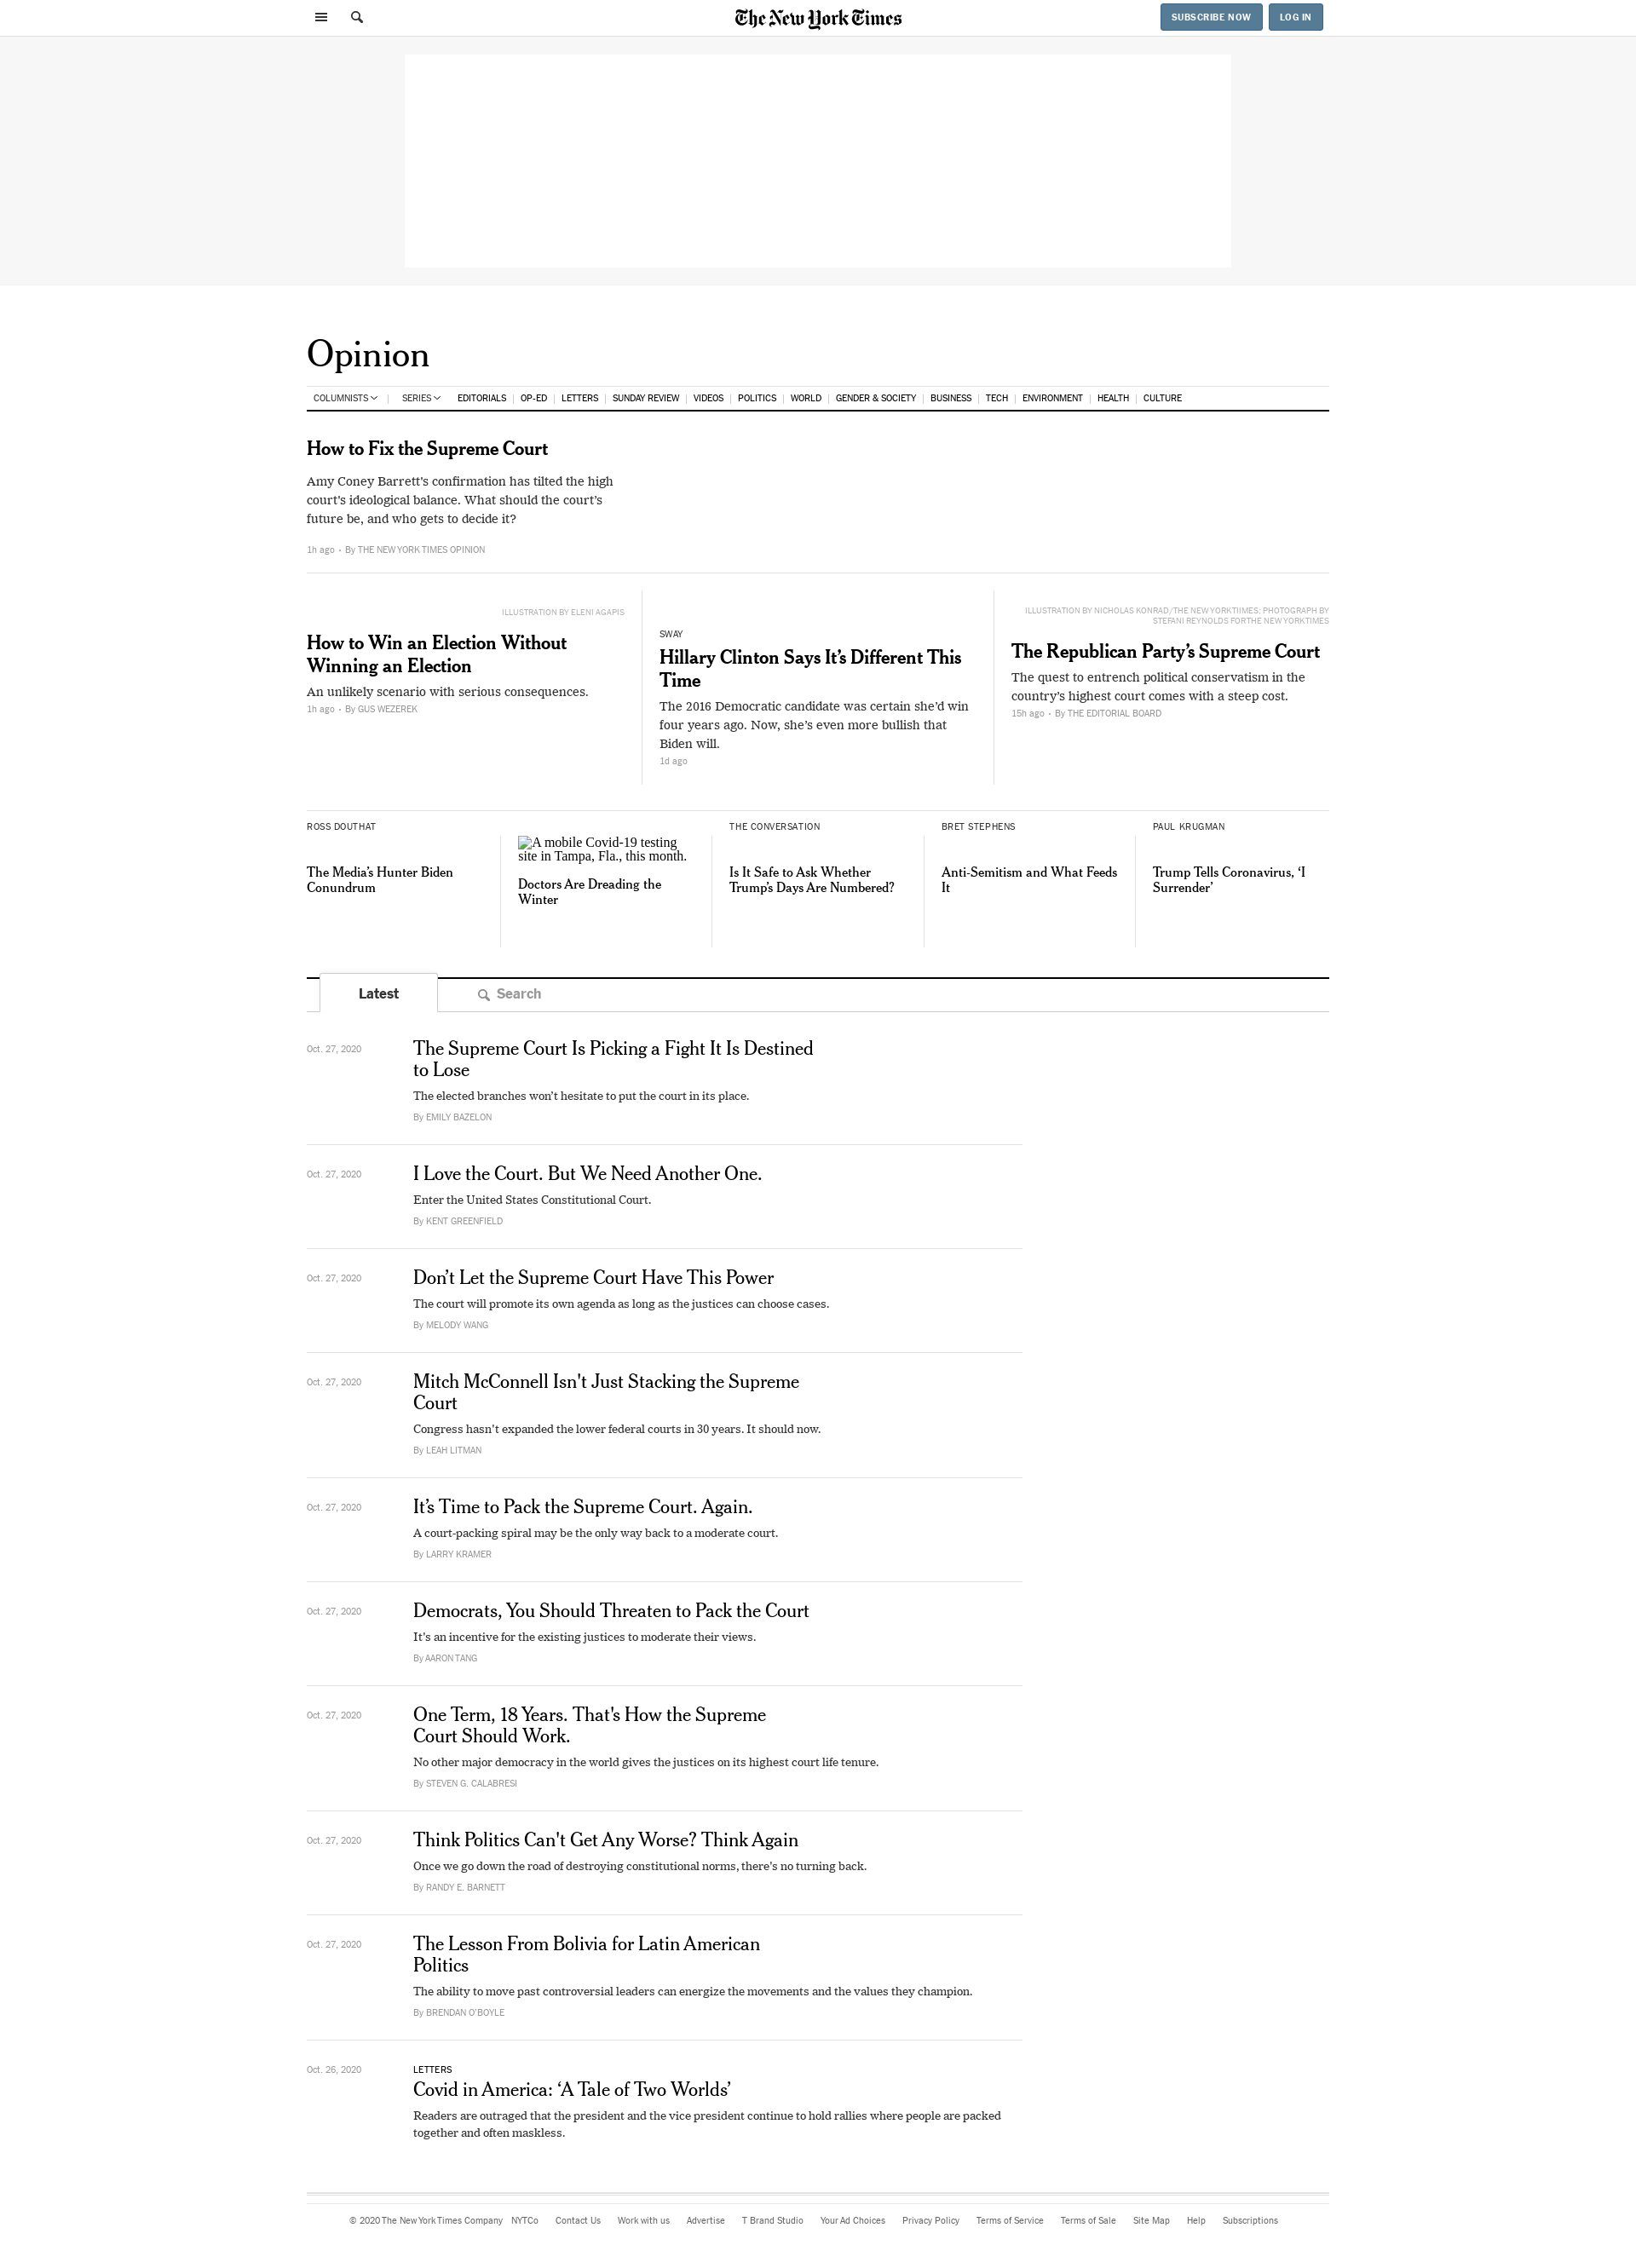 The New York Times
SUBSCRIBE NOW
LOG IN
Opinion
COLUMNISTS
SERIES
EDITORIALS
OP-ED
LETTERS
SUNDAY REVIEW
VIDEOS
POLITICS
WORLD
GENDER & SOCIETY
BUSINESS
TECH
ENVIRONMENT
HEALTH
CULTURE
How to Fix the Supreme Court
Amy Coney Barrett’s confirmation has tilted the high
court’s ideological balance. What should the court’s
future be, and who gets to decide it?
1h ago • By THE NEW YORK TIMES OPINION
ILLUSTRATION BY ELENI AGAPIS
How to Win an Election Without
Winning an Election
An unlikely scenario with serious consequences.
1h ago • By GUS WEZEREK
SWAY
Hillary Clinton Says It’s Different This
Time
The 2016 Democratic candidate was certain she’d win
four years ago. Now, she’s even more bullish that
Biden will.
1d ago
ILLUSTRATION BY NICHOLAS KONRAD/THE NEW YORK TIIMES; PHOTOGRAPH BY
STEFANI REYNOLDS FOR THE NEW YORK TIMES
The Republican Party’s Supreme Court
The quest to entrench political conservatism in the
country’s highest court comes with a steep cost.
15h ago • By THE EDITORIAL BOARD
ROSS DOUTHAT
The Media’s Hunter Biden
Conundrum
A mobile Covid-19 testing
site in Tampa, Fla., this month.
Doctors Are Dreading the
Winter
THE CONVERSATION
Is It Safe to Ask Whether
Trump’s Days Are Numbered?
BRET STEPHENS
Anti-Semitism and What Feeds
It
PAUL KRUGMAN
Trump Tells Coronavirus, ‘I
Surrender’
Latest
Search
Oct. 27, 2020
The Supreme Court Is Picking a Fight It Is Destined
to Lose
The elected branches won’t hesitate to put the court in its place.
By EMILY BAZELON
Oct. 27, 2020
I Love the Court. But We Need Another One.
Enter the United States Constitutional Court.
By KENT GREENFIELD
Oct. 27, 2020
Don’t Let the Supreme Court Have This Power
The court will promote its own agenda as long as the justices can choose cases.
By MELODY WANG
Oct. 27, 2020
Mitch McConnell Isn't Just Stacking the Supreme
Court
Congress hasn't expanded the lower federal courts in 30 years. It should now.
By LEAH LITMAN
Oct. 27, 2020
It’s Time to Pack the Supreme Court. Again.
A court-packing spiral may be the only way back to a moderate court.
By LARRY KRAMER
Oct. 27, 2020
Democrats, You Should Threaten to Pack the Court
It's an incentive for the existing justices to moderate their views.
By AARON TANG
Oct. 27, 2020
One Term, 18 Years. That's How the Supreme
Court Should Work.
No other major democracy in the world gives the justices on its highest court life tenure.
By STEVEN G. CALABRESI
Oct. 27, 2020
Think Politics Can't Get Any Worse? Think Again
Once we go down the road of destroying constitutional norms, there's no turning back.
By RANDY E. BARNETT
Oct. 27, 2020
The Lesson From Bolivia for Latin American
Politics
The ability to move past controversial leaders can energize the movements and the values they champion.
By BRENDAN O’BOYLE
Oct. 26, 2020
LETTERS
Covid in America: ‘A Tale of Two Worlds’
Readers are outraged that the president and the vice president continue to hold rallies where people are packed
together and often maskless.
© 2020 The New York Times Company
NYTCo
Contact Us
Work with us
Advertise
T Brand Studio
Your Ad Choices
Privacy Policy
Terms of Service
Terms of Sale
Site Map
Help
Subscriptions